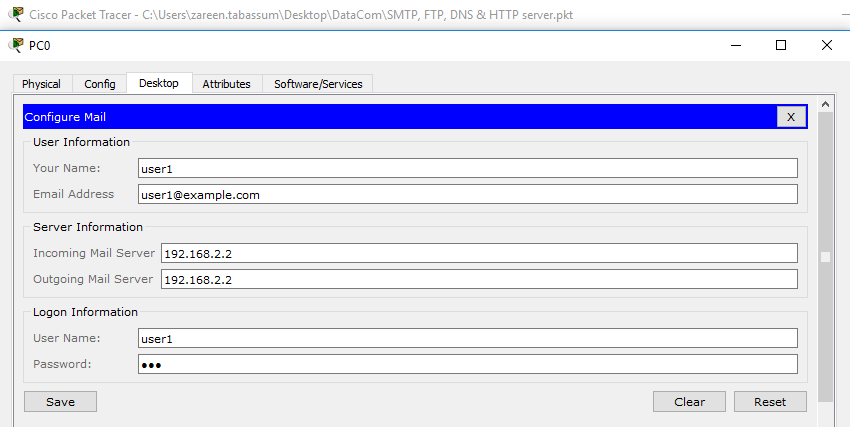 Cisco Packet Tracer - C:\Users\zareen.tabassum\Desktop\DataCom\SMTP, FTP, DNS & HTTP server.pkt
PC0
Physical Config Desktop Attributes Software/Services
Configure Mail X
User Information
Your Name: user1
Email Address user1@example.com
Server Information
Incoming Mail Server 192.168.2.2
Outgoing Mail Server 192.168.2.2
Logon Information
User Name: user1
Password: ●●●
Save Clear Reset